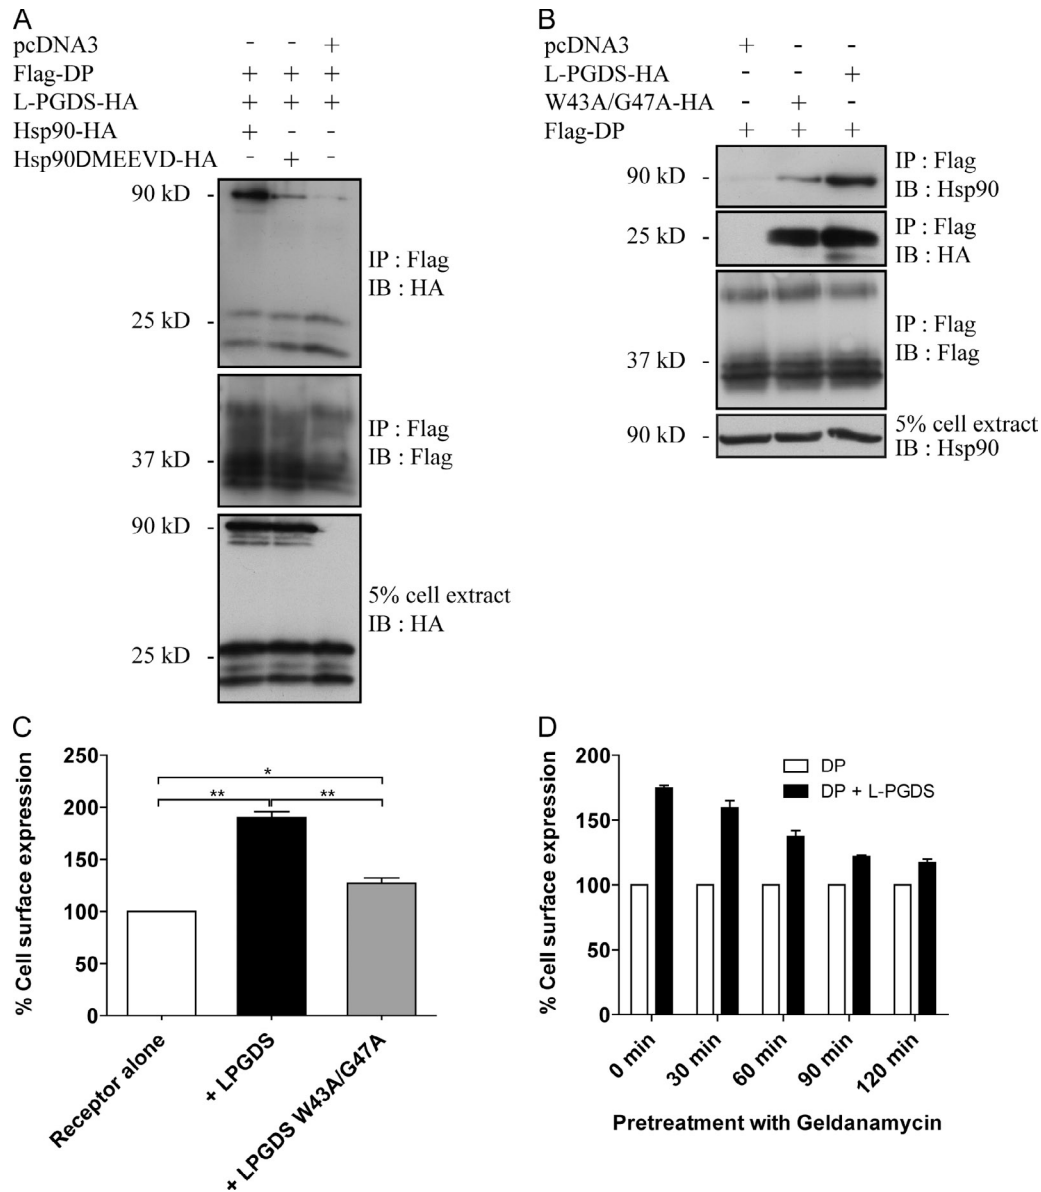 A
pcDNA3 - - +
Flag-DP + + +
L-PGDS-HA + + +
Hsp90-HA + - -
Hsp90DMEEVD-HA - + -
90 kD -
25 kD -
IP : Flag
IB : HA
37 kD -
IP : Flag
IB : Flag
90 kD -
25 kD -
5% cell extract
IB : HA
B
pcDNA3 + - -
L-PGDS-HA - - +
W43A/G47A-HA - + -
Flag-DP + + +
90 kD -
IP : Flag
IB : Hsp90
25 kD -
IP : Flag
IB : HA
37 kD -
IP : Flag
IB : Flag
90 kD -
5% cell extract
IB : Hsp90
C
% Cell surface expression
250
200
150
100
50
0
*
** **
Receptor alone
+ LPGDS
+ LPGDS W43A/G47A
D
% Cell surface expression
200
150
100
50
0
DP
DP + L-PGDS
0 min
30 min
60 min
90 min
120 min
Pretreatment with Geldanamycin